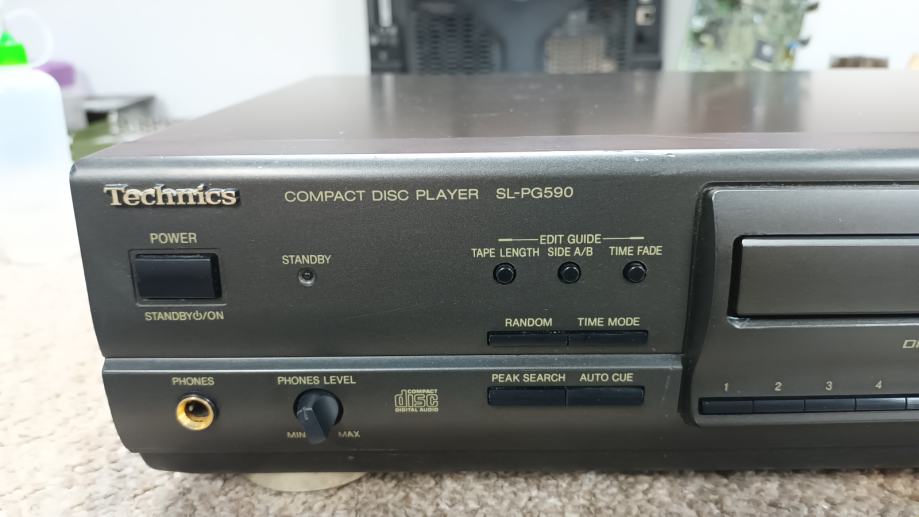 Technics
COMPACT DISC PLAYER SL-PG590
POWER
STANDBY⏻/ON
STANDBY
EDIT GUIDE
TAPE LENGTH SIDE A/B TIME FADE
RANDOM TIME MODE
PEAK SEARCH AUTO CUE
PHONES
PHONES LEVEL
MIN MAX
COMPACT
disc
DIGITAL AUDIO
1 2 3 4